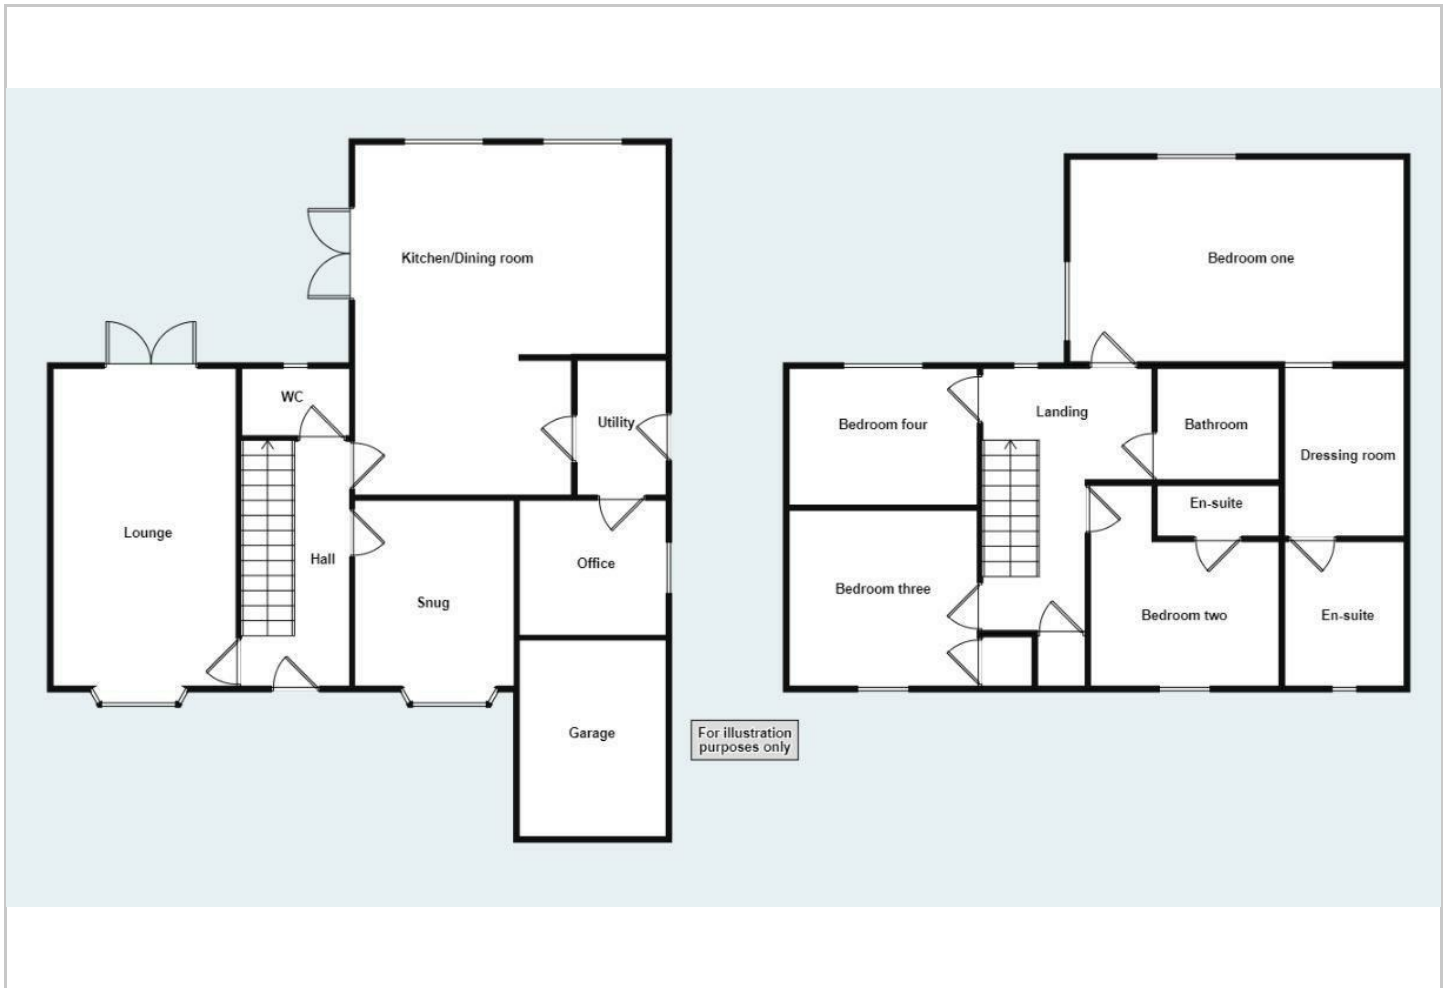 Kitchen/Dining room
WC
Utility
Lounge
Hall
Snug
Office
Garage
For illustration
purposes only
Bedroom one
Bedroom four
Landing
Bathroom
Dressing room
En-suite
Bedroom three
Bedroom two
En-suite